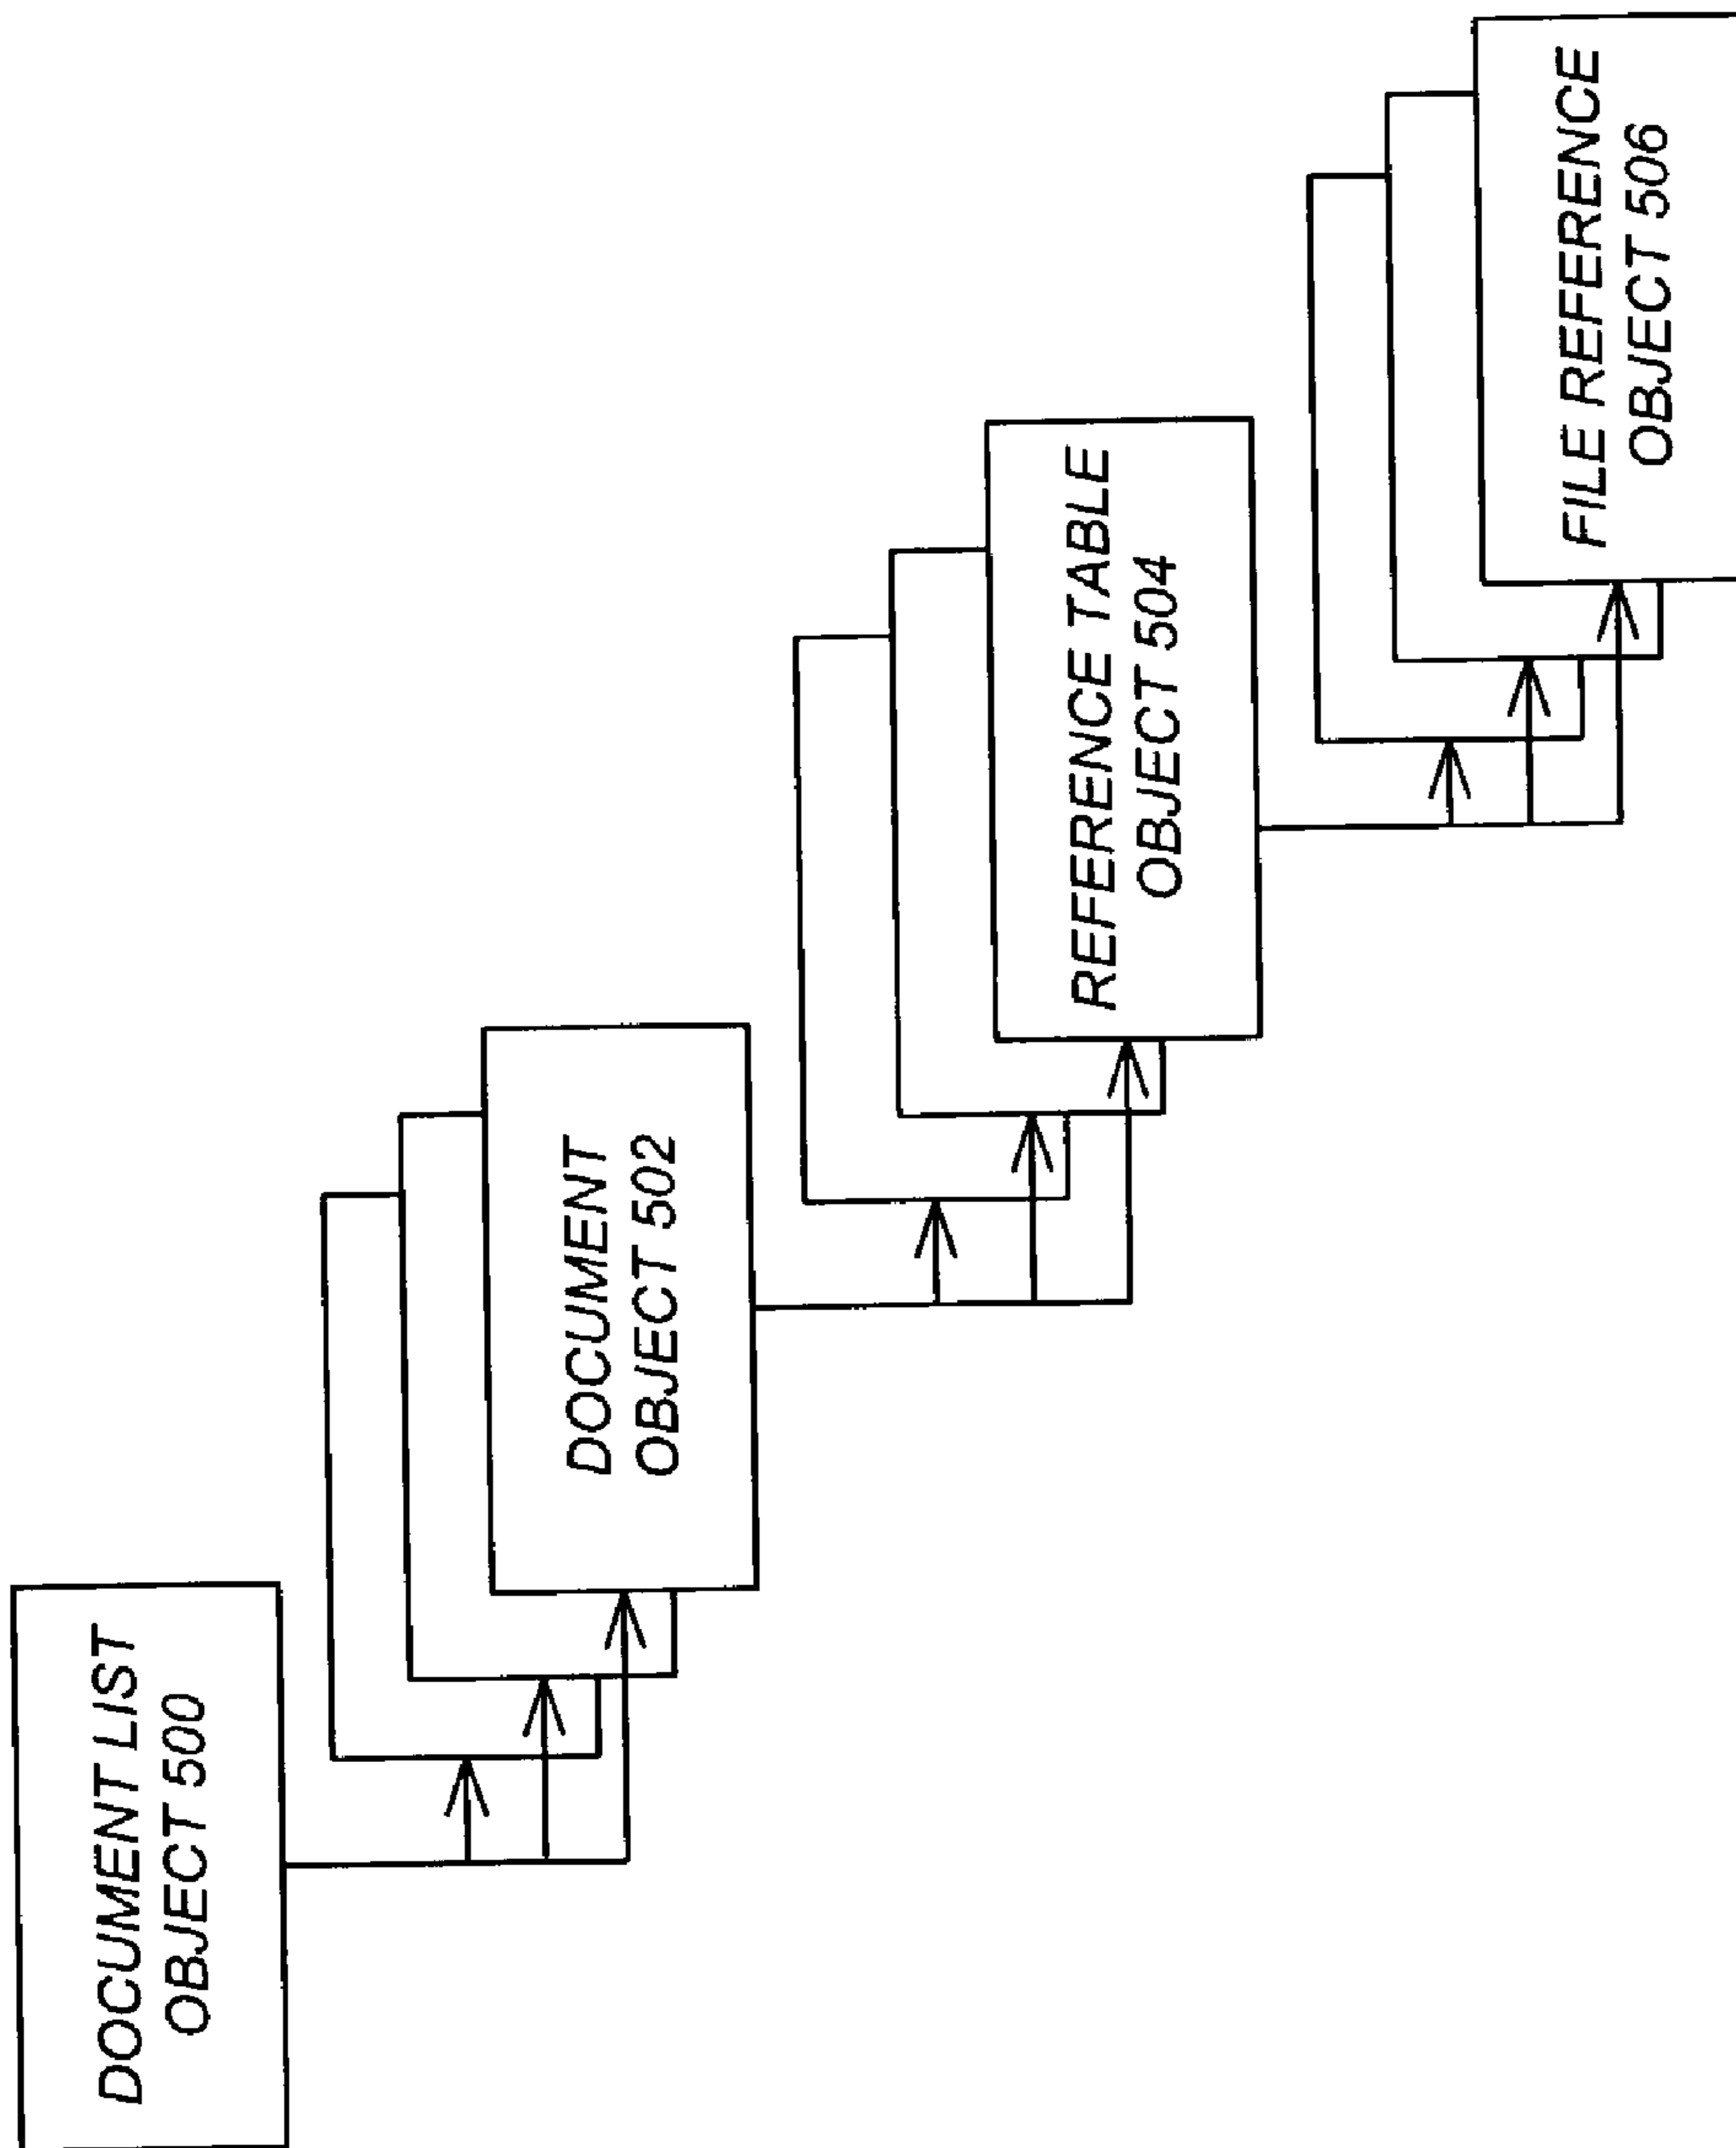 DOCUMENT LIST
OBJECT 500
DOCUMENT
OBJECT 502
REFERENCE TABLE
OBJECT 504
FILE REFERENCE
OBJECT 506